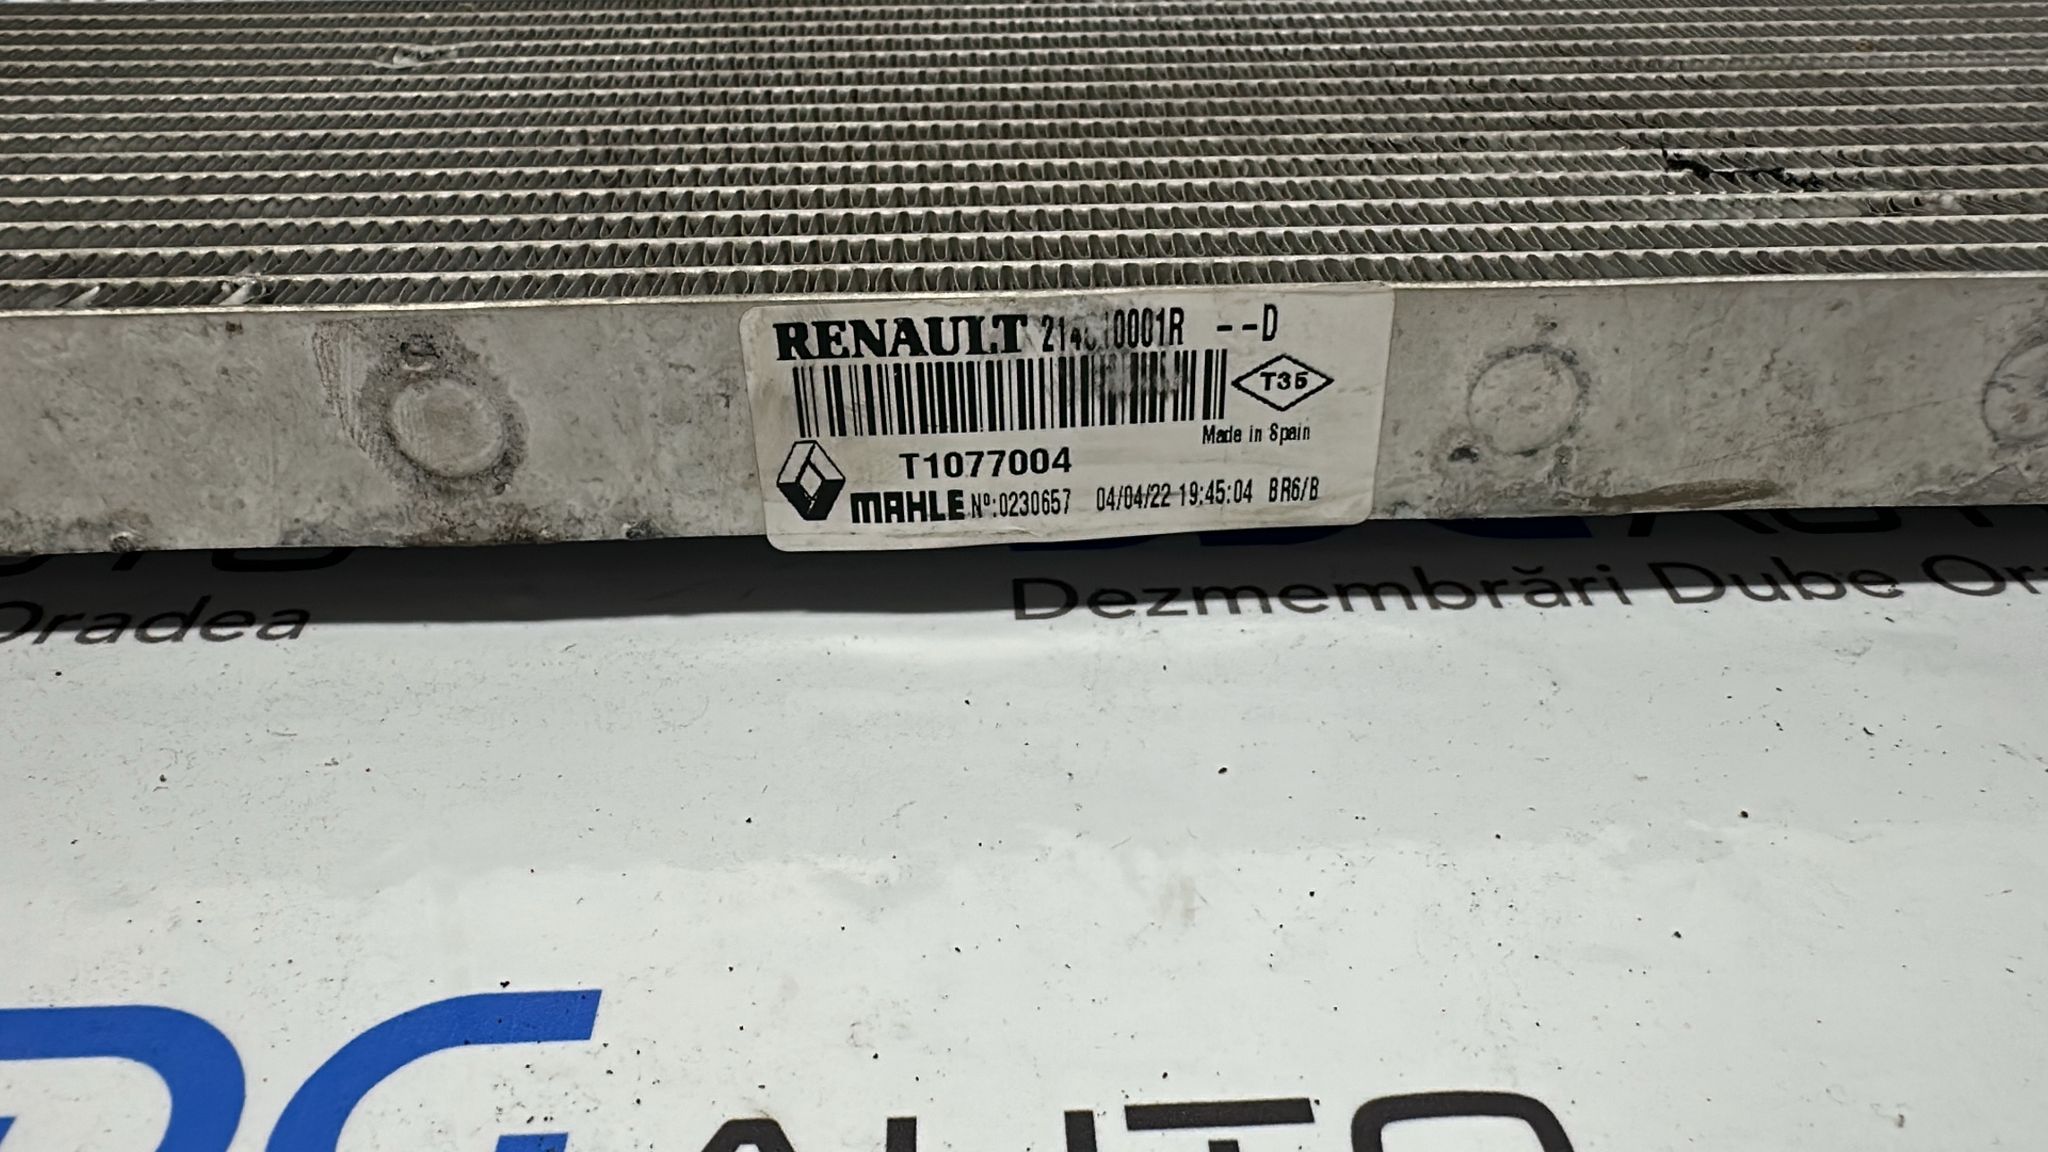 RENAULT --D
T35
Made in Spain
T1077004
MAHLE Nº:0230657 04/04/22 19:45:04 BR6/B
Oradea
Dezmembrări Dube
AUTO